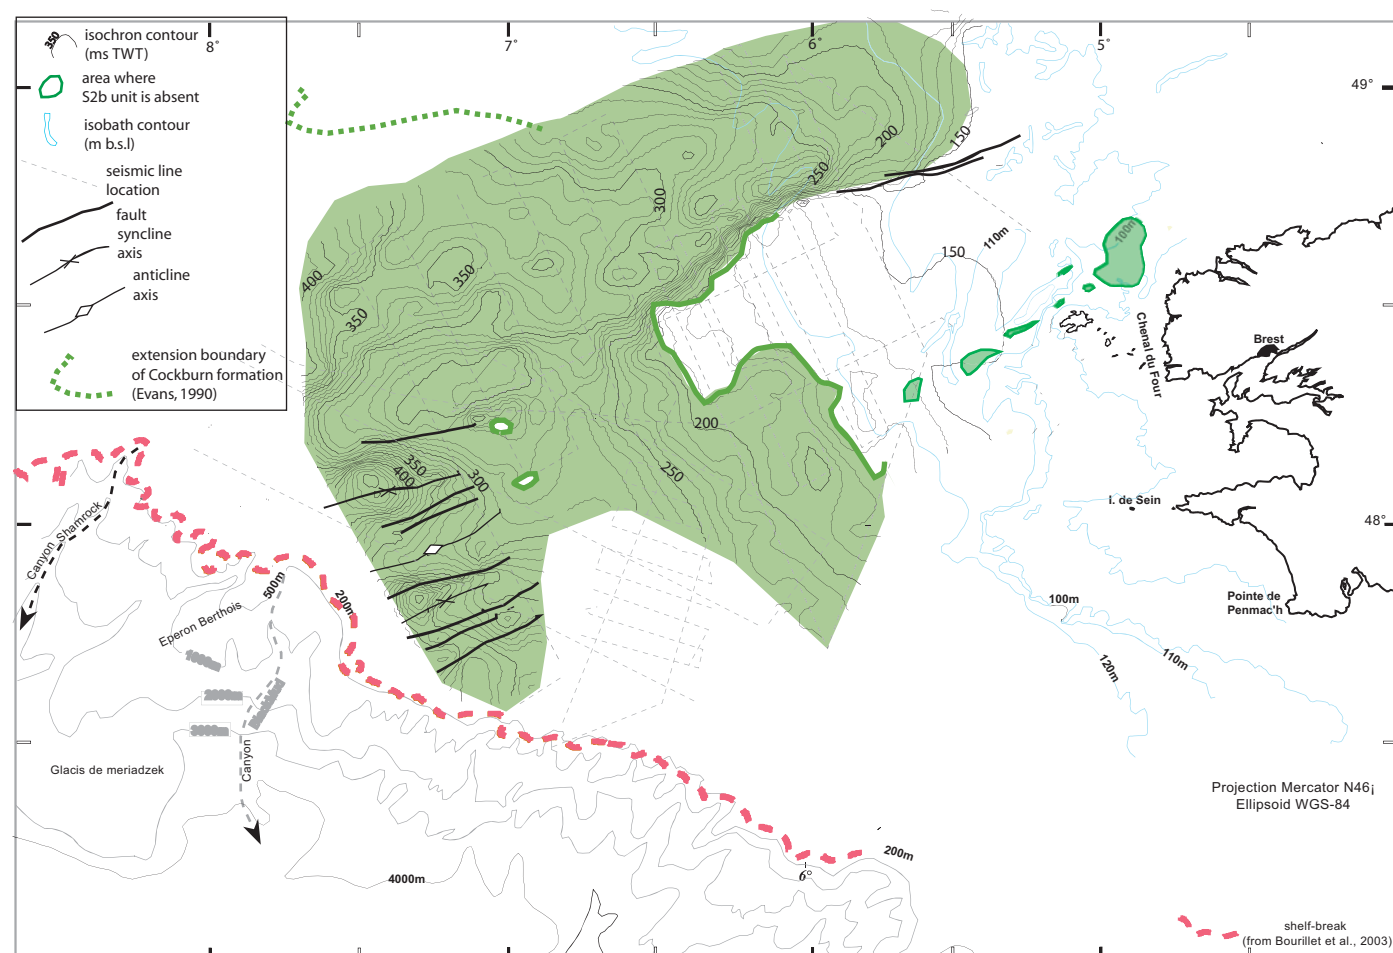 8°
7°
6°
5°
49°
350
isochron contour
(ms TWT)
area where
S2b unit is absent
isobath contour
(m b.s.l)
seismic line
location
fault
syncline
axis
anticline
axis
extension boundary
of Cockburn formation
(Evans, 1990)
150
200
250
300
350
400
350
110m
150
100m
Chenal du Four
Brest
200
250
350
400
300
I. de Sein
48°
Canyon Shamrock
500m
200m
Eperon Berthois
100m
Pointe de
Penmac'h
110m
120m
1000m
2000m
3000m
Canyon
Glacis de meriadzek
Projection Mercator N46¡
Ellipsoid WGS-84
200m
6°
4000m
shelf-break
(from Bourillet et al., 2003)